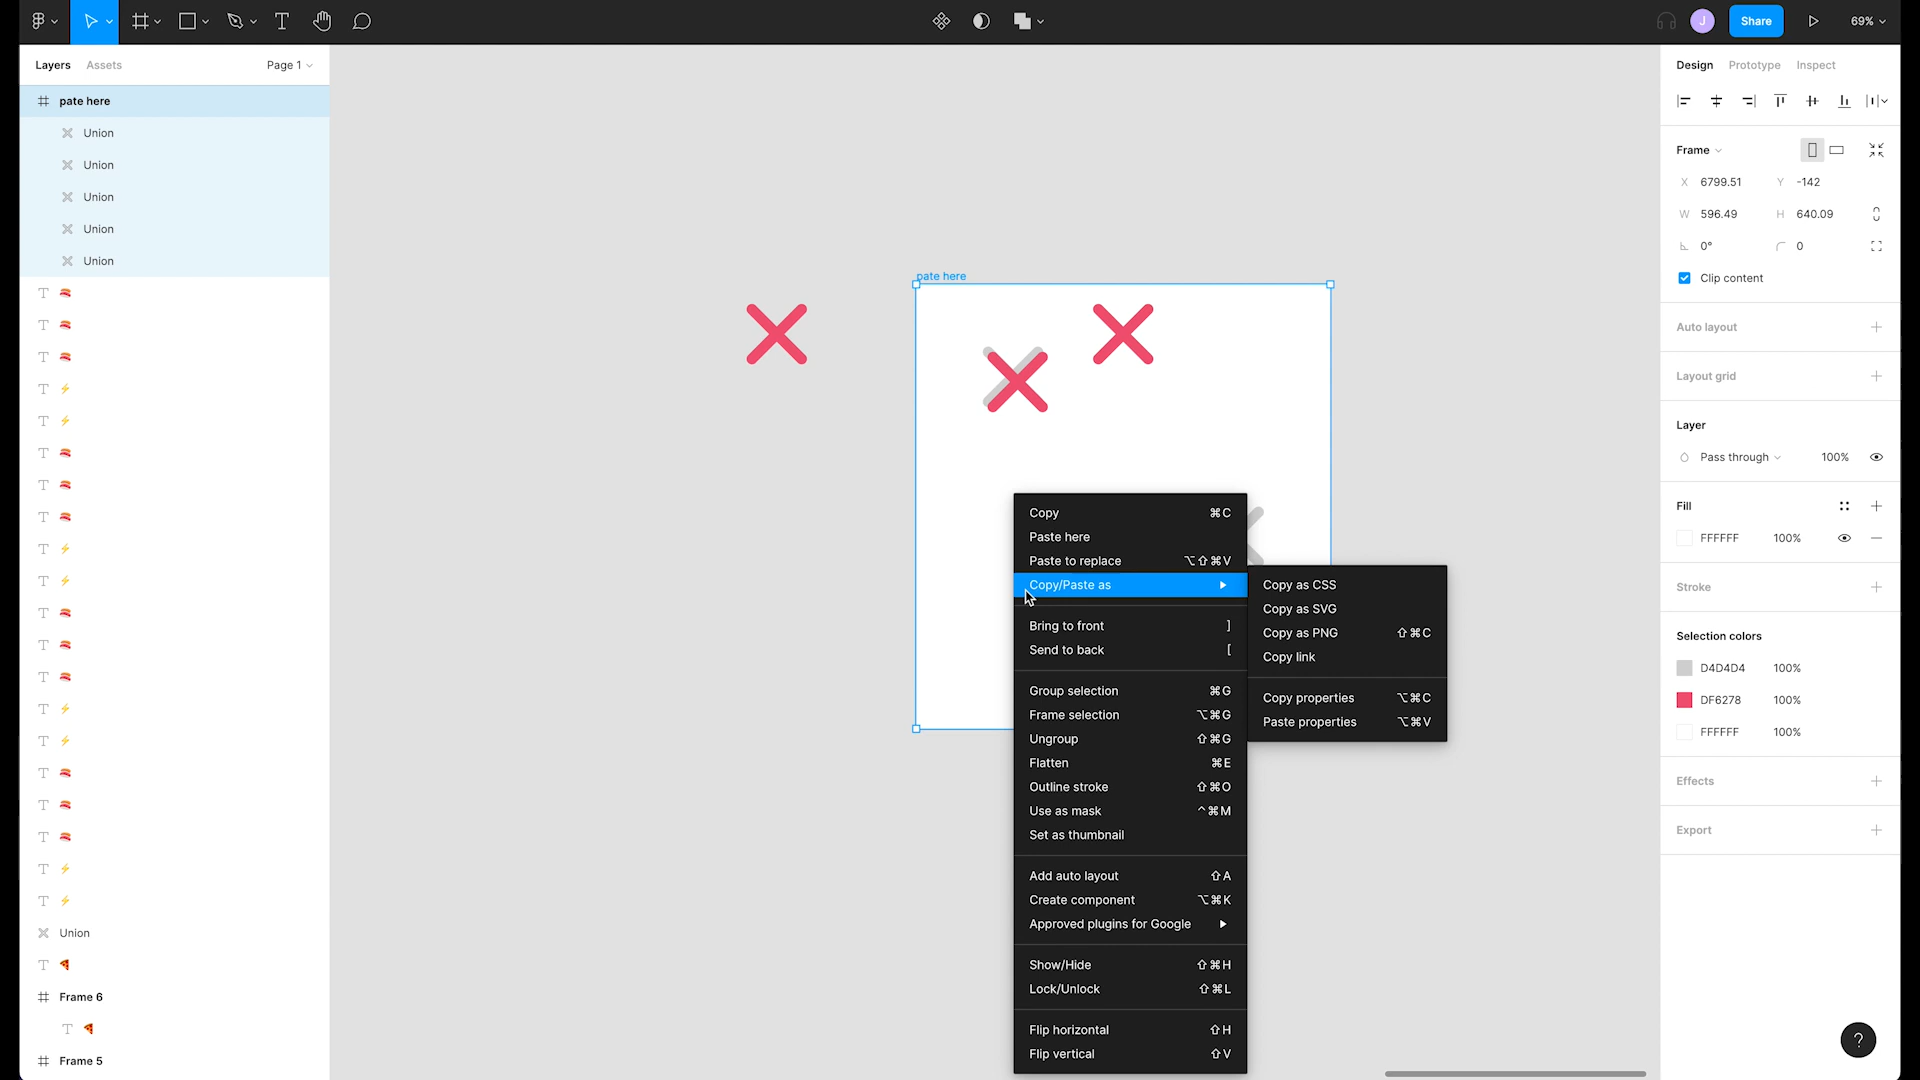 J
Share
69%
Layers
Assets
Page 1
pate here
Union
Union
Union
Union
Union
Union
Frame 6
Frame 5
pate here
Copy ⌘C
Paste here
Paste to replace ⌥⇧⌘V
Copy/Paste as
Bring to front ]
Send to back [
Group selection ⌘G
Frame selection ⌥⌘G
Ungroup ⇧⌘G
Flatten ⌘E
Outline stroke ⇧⌘O
Use as mask ^⌘M
Set as thumbnail
Add auto layout ⇧A
Create component ⌥⌘K
Approved plugins for Google
Show/Hide ⇧⌘H
Lock/Unlock ⇧⌘L
Flip horizontal ⇧H
Flip vertical ⇧V
Copy as CSS
Copy as SVG
Copy as PNG ⇧⌘C
Copy link
Copy properties ⌥⌘C
Paste properties ⌥⌘V
Design
Prototype
Inspect
Frame
X 6799.51
Y -142
W 596.49
H 640.09
0°
0
Clip content
Auto layout
Layout grid
Layer
Pass through
100%
Fill
FFFFFF
100%
Stroke
Selection colors
D4D4D4
100%
DF6278
100%
FFFFFF
100%
Effects
Export
?